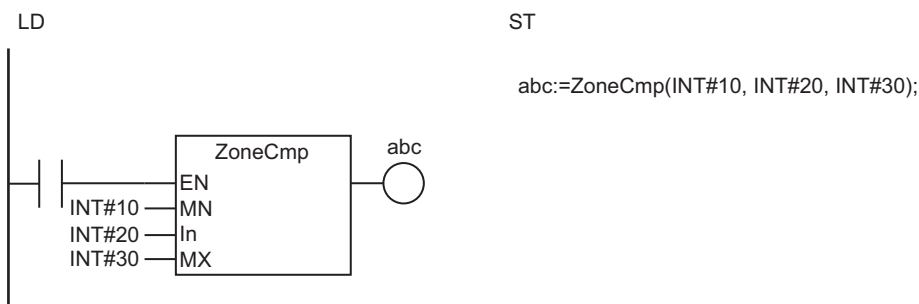 LD
ST
abc:=ZoneCmp(INT#10, INT#20, INT#30);
ZoneCmp
abc
EN
INT#10 MN
INT#20 In
INT#30 MX